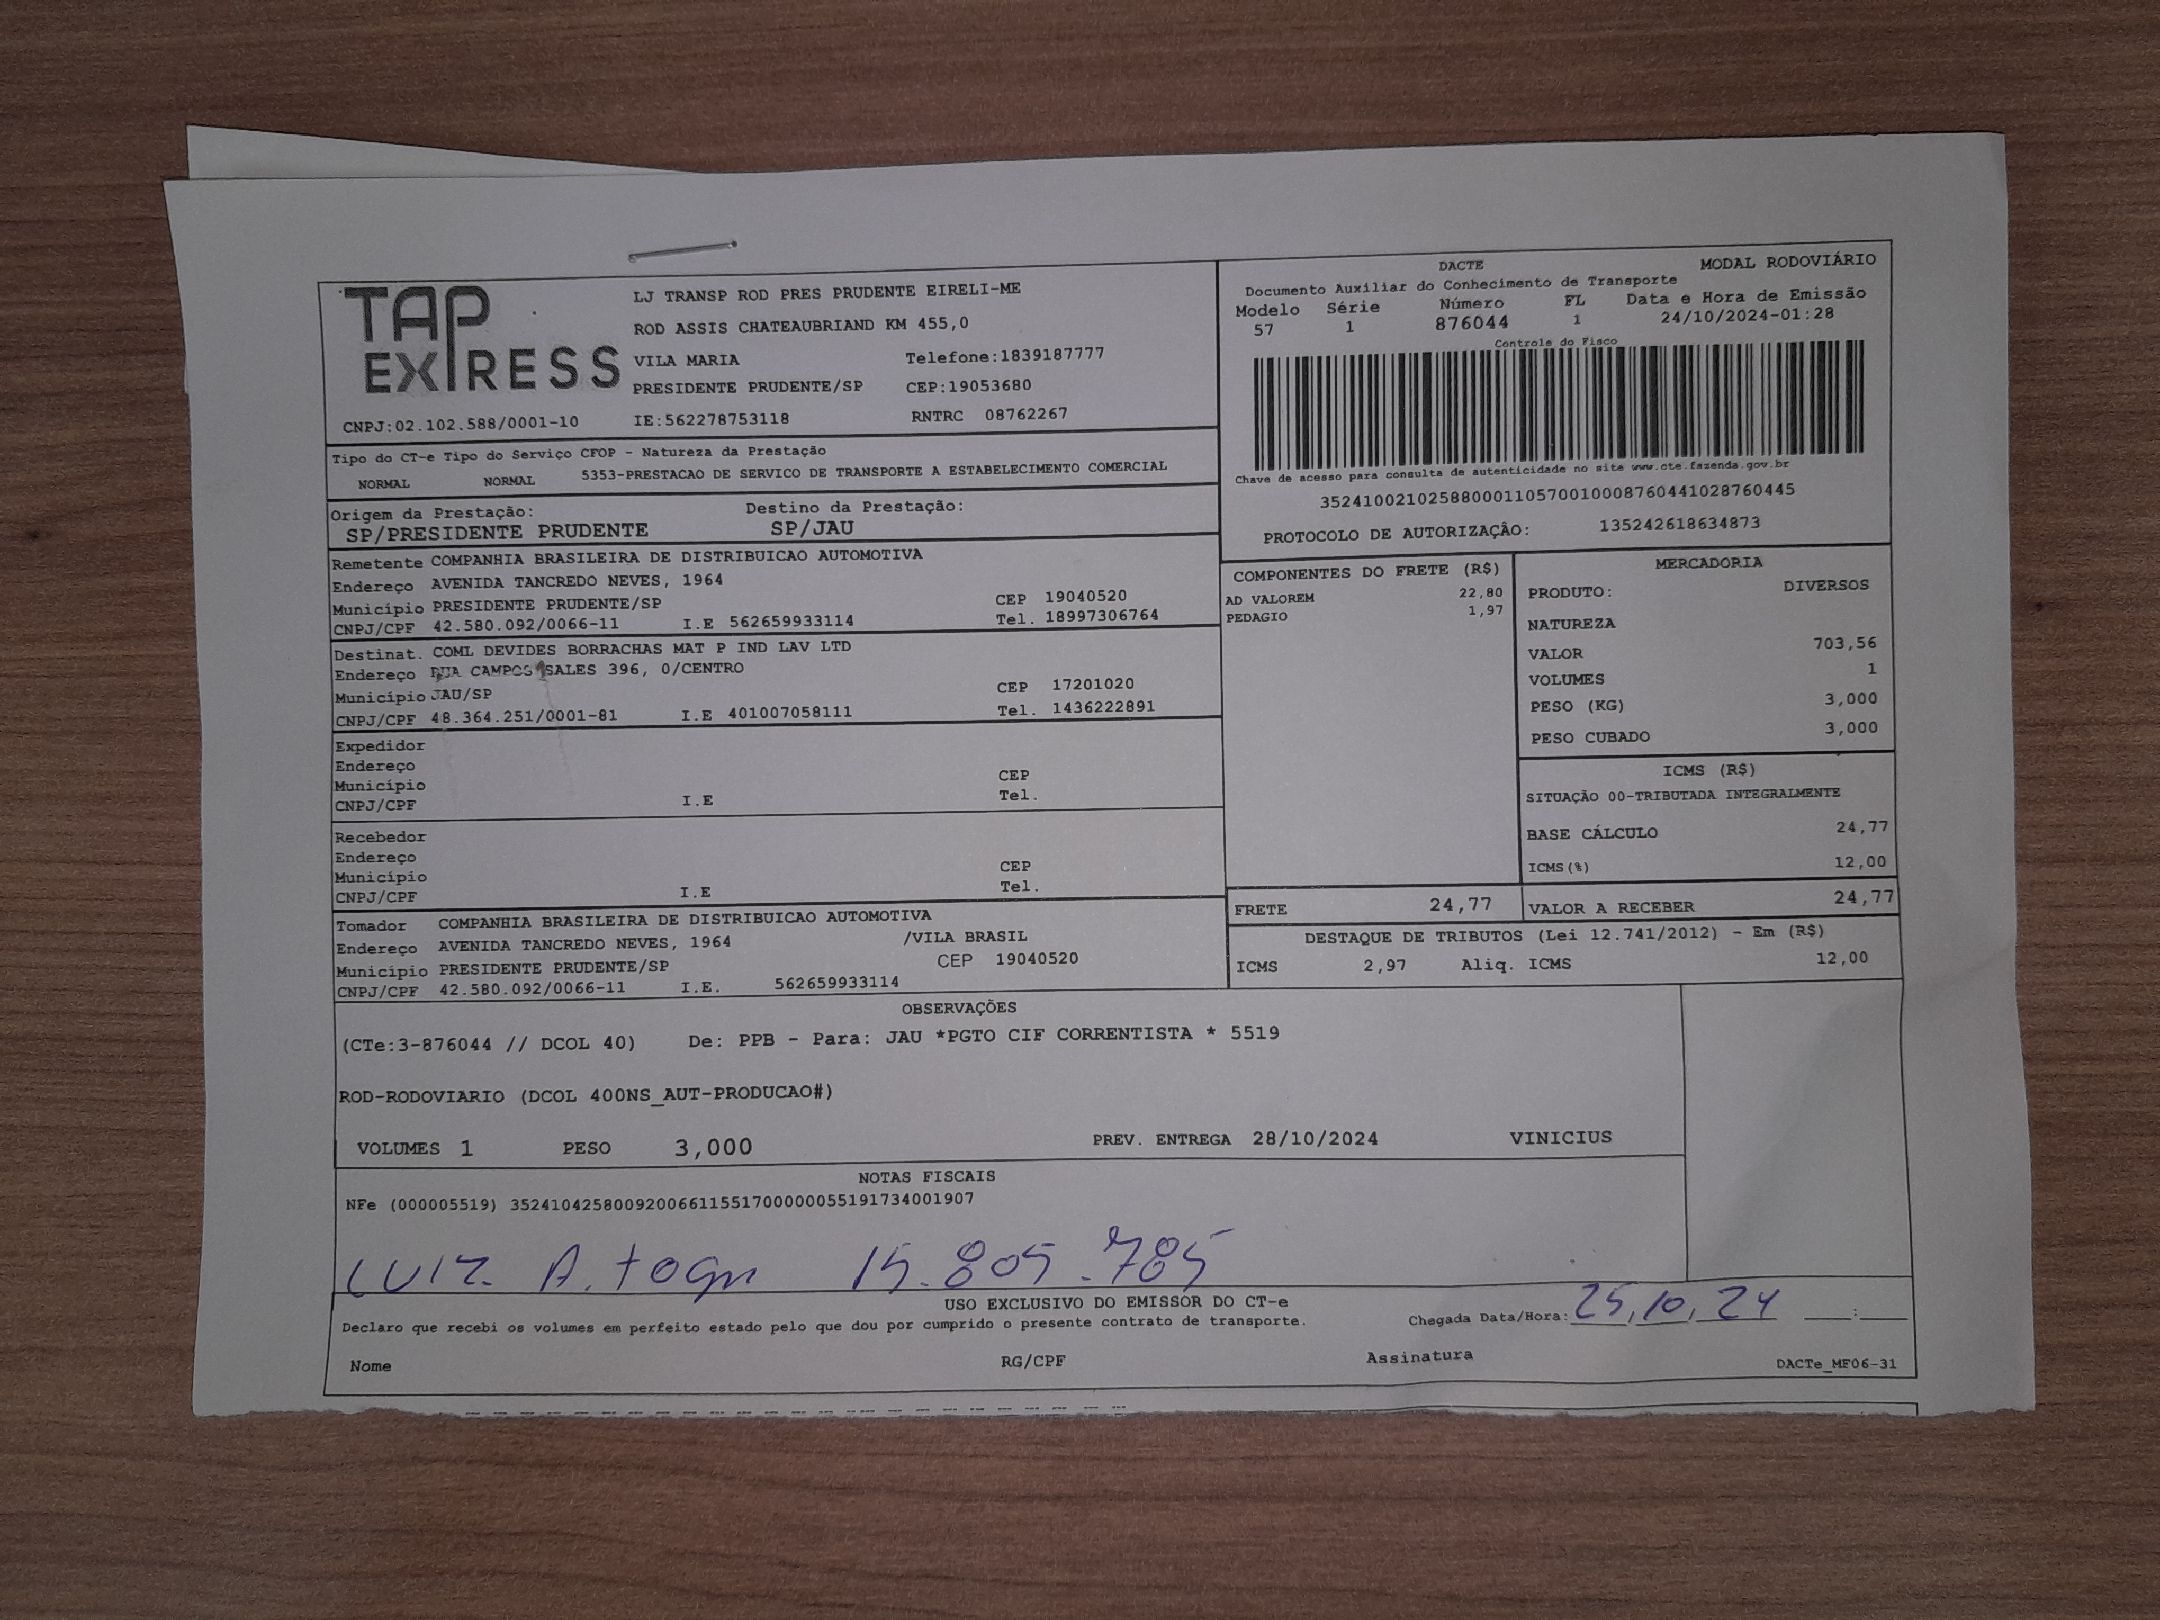 TAP
EXPRESS
CNPJ:02.102.588/0001-10
LJ TRANSP ROD PRES PRUDENTE EIRELI-ME
ROD ASSIS CHATEAUBRIAND KM 455,0
VILA MARIA Telefone:1839187777
PRESIDENTE PRUDENTE/SP CEP:19053680
IE:562278753118 RNTRC 08762267
DACTE MODAL RODOVIÁRIO
Documento Auxiliar do Conhecimento de Transporte
Modelo Série Número FL Data e Hora de Emissão
57 1 876044 1 24/10/2024-01:28
Controle do Fisco
Chave de acesso para consulta de autenticidade no site www.cte.fazenda.gov.br
35241002102588000110570010008760441028760445
PROTOCOLO DE AUTORIZAÇÃO: 135242618634873
Tipo do CT-e Tipo do Serviço CFOP - Natureza da Prestação
NORMAL NORMAL 5353-PRESTACAO DE SERVICO DE TRANSPORTE A ESTABELECIMENTO COMERCIAL
Origem da Prestação: Destino da Prestação:
SP/PRESIDENTE PRUDENTE SP/JAU
Remetente COMPANHIA BRASILEIRA DE DISTRIBUICAO AUTOMOTIVA
Endereço AVENIDA TANCREDO NEVES, 1964
Município PRESIDENTE PRUDENTE/SP CEP 19040520
CNPJ/CPF 42.580.092/0066-11 I.E 562659933114 Tel. 18997306764
Destinat. COML DEVIDES BORRACHAS MAT P IND LAV LTD
Endereço RUA CAMPOS SALES 396, 0/CENTRO
Município JAU/SP CEP 17201020
CNPJ/CPF 48.364.251/0001-81 I.E 401007058111 Tel. 1436222891
Expedidor
Endereço
Município CEP
CNPJ/CPF I.E Tel.
Recebedor
Endereço
Município CEP
CNPJ/CPF I.E Tel.
Tomador COMPANHIA BRASILEIRA DE DISTRIBUICAO AUTOMOTIVA
Endereço AVENIDA TANCREDO NEVES, 1964 /VILA BRASIL
Município PRESIDENTE PRUDENTE/SP CEP 19040520
CNPJ/CPF 42.580.092/0066-11 I.E. 562659933114
COMPONENTES DO FRETE (R$)
AD VALOREM 22,80
PEDAGIO 1,97
MERCADORIA
PRODUTO: DIVERSOS
NATUREZA
VALOR 703,56
VOLUMES 1
PESO (KG) 3,000
PESO CUBADO 3,000
ICMS (R$)
SITUAÇÃO 00-TRIBUTADA INTEGRALMENTE
BASE CÁLCULO 24,77
ICMS(%) 12,00
FRETE 24,77 VALOR A RECEBER 24,77
DESTAQUE DE TRIBUTOS (Lei 12.741/2012) - Em (R$)
ICMS 2,97 Aliq. ICMS 12,00
OBSERVAÇÕES
(CTe:3-876044 // DCOL 40) De: PPB - Para: JAU *PGTO CIF CORRENTISTA * 5519
ROD-RODOVIARIO (DCOL 400NS_AUT-PRODUCAO#)
VOLUMES 1 PESO 3,000 PREV. ENTREGA 28/10/2024 VINICIUS
NOTAS FISCAIS
NFe (000005519) 35241042580092006611551700000055191734001907
LUIZ A. 15.805.785
USO EXCLUSIVO DO EMISSOR DO CT-e
Declaro que recebi os volumes em perfeito estado pelo que dou por cumprido o presente contrato de transporte. Chegada Data/Hora: 25,10,24 :
Nome RG/CPF Assinatura DACTe_MF06-31